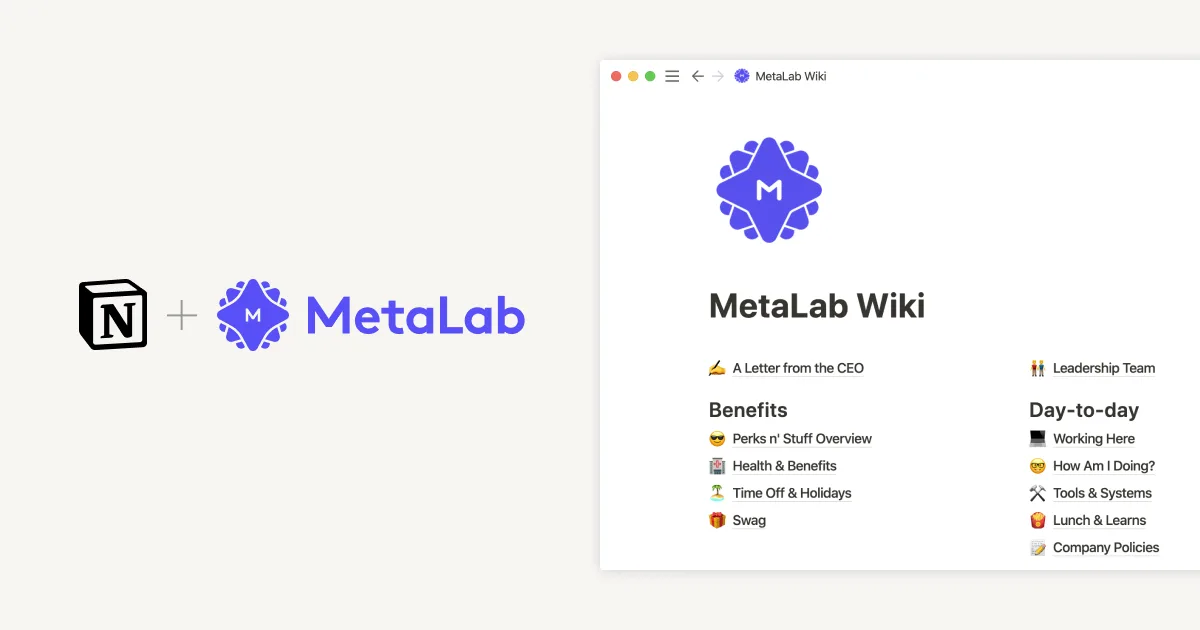 N + M MetaLab
MetaLab Wiki
M
MetaLab Wiki
✍️ A Letter from the CEO
Benefits
😎 Perks n' Stuff Overview
🏥 Health & Benefits
🏝️ Time Off & Holidays
🎁 Swag
👬 Leadership Team
Day-to-day
💻 Working Here
🤓 How Am I Doing?
⚒️ Tools & Systems
🍟 Lunch & Learns
📝 Company Policies